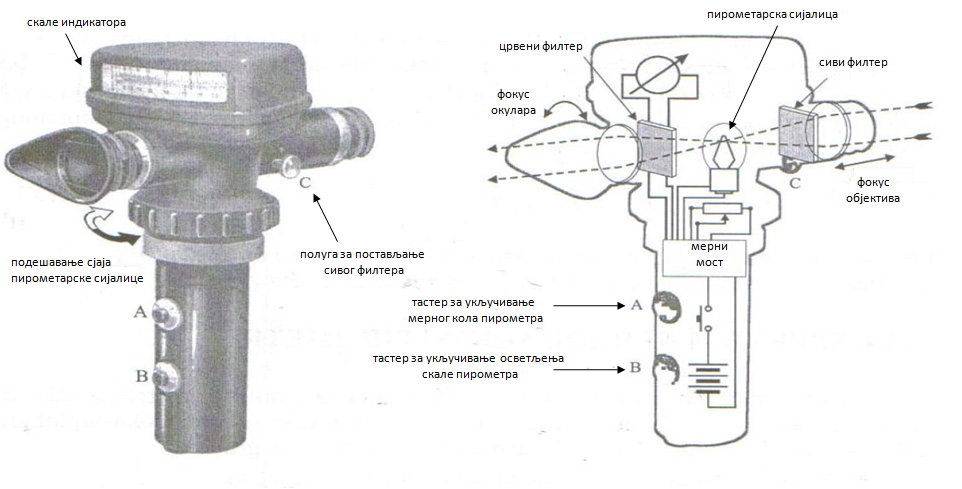 скале индикатора
C
подешавање сјаја
пирометарске сијалице
полуга за постављање
сивог филтера
A
B
пирометарска сијалица
црвени филтер
сиви филтер
фокус
окулара
C
фокус
објектива
мерни
мост
тастер за укључивање
мерног кола пирометра
A
тастер за укључивање осветљења
скале пирометра
B